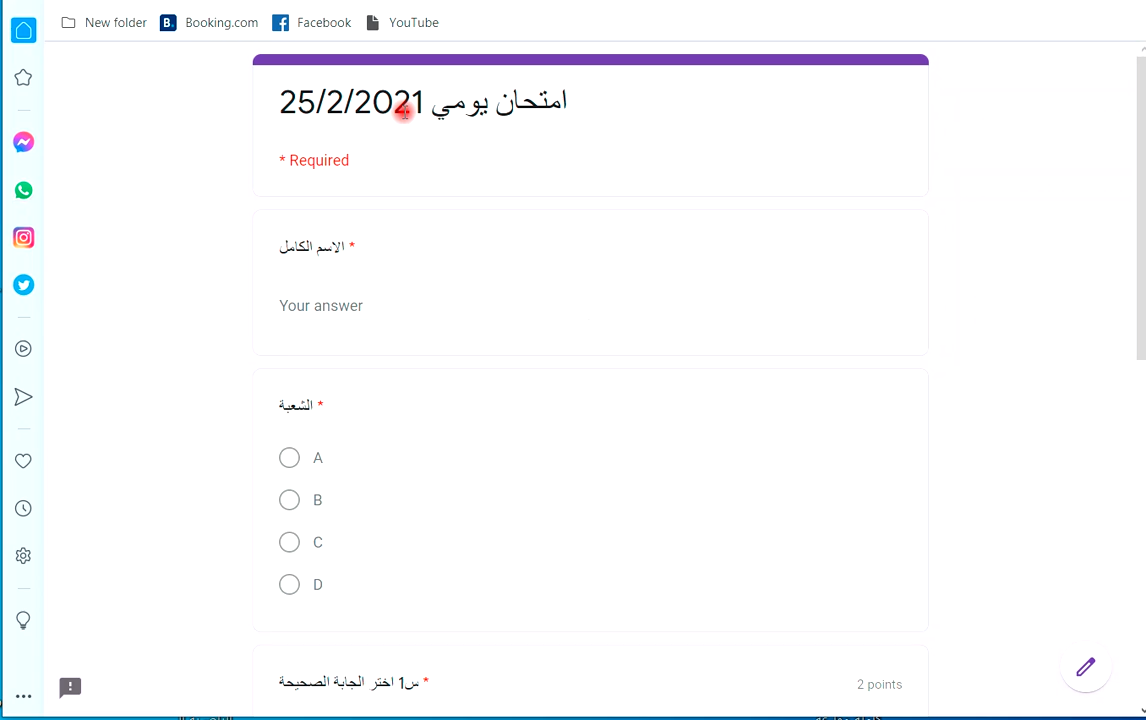 New folder Booking.com Facebook YouTube
امتحان يومي 25/2/2021
* Required
الاسم الكامل *
Your answer
الشعبة *
A
B
C
D
س1 اختر الجابة الصحيحة *
2 points